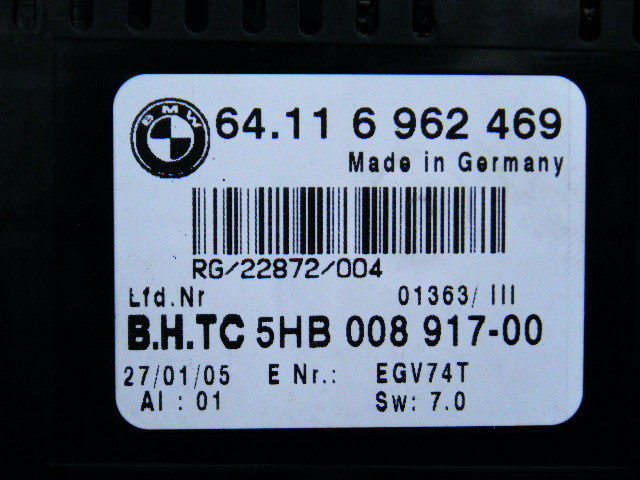 BMW
64.11 6 962 469
Made in Germany
RG/22872/004
Lfd.Nr 01363/ III
B.H.TC 5HB 008 917-00
27/01/05 E Nr.: EGV74T
AI : 01 Sw: 7.0